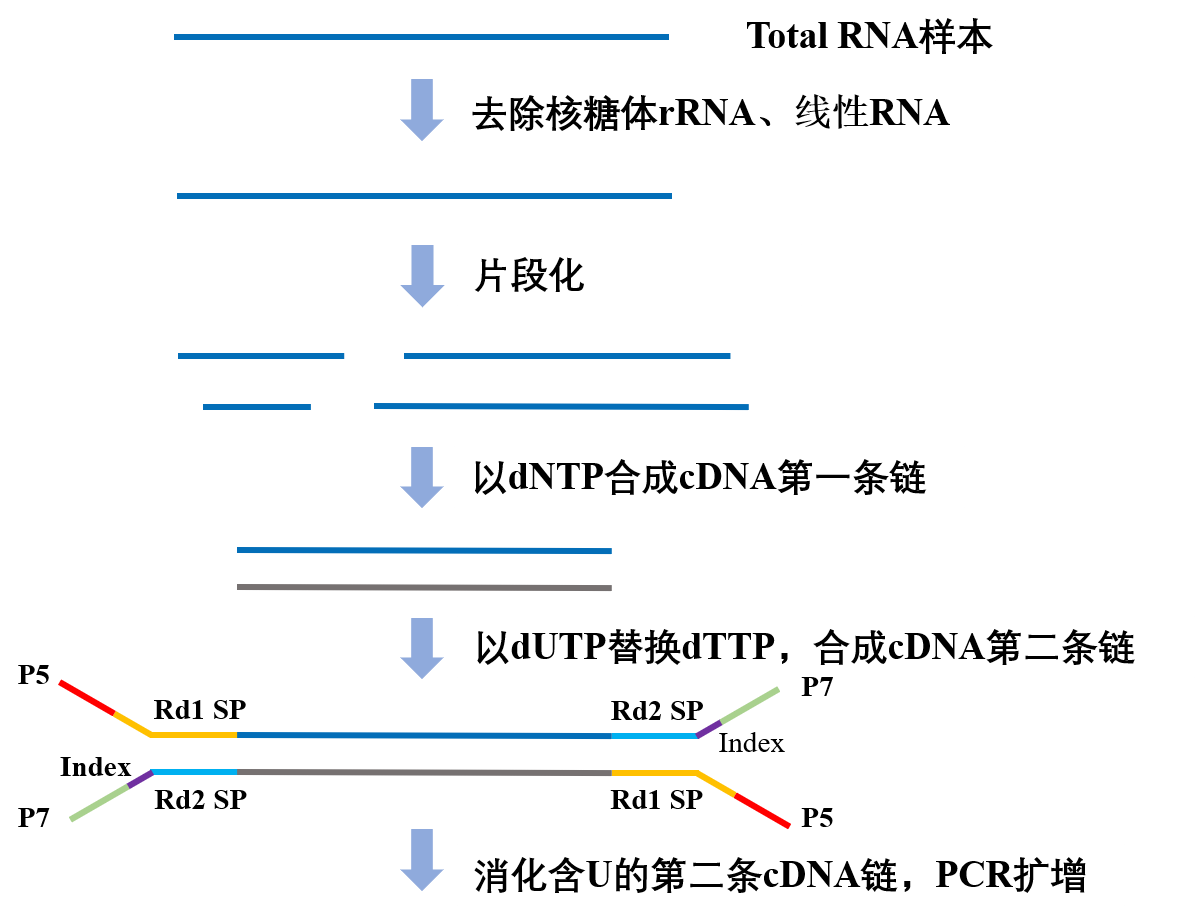 Total RNA样本
去除核糖体rRNA、线性RNA
片段化
以dNTP合成cDNA第一条链
以dUTP替换dTTP，合成cDNA第二条链
P5
P7
Rd1 SP
Rd2 SP
Index
Index
Rd2 SP
Rd1 SP
P7
P5
消化含U的第二条cDNA链，PCR扩增